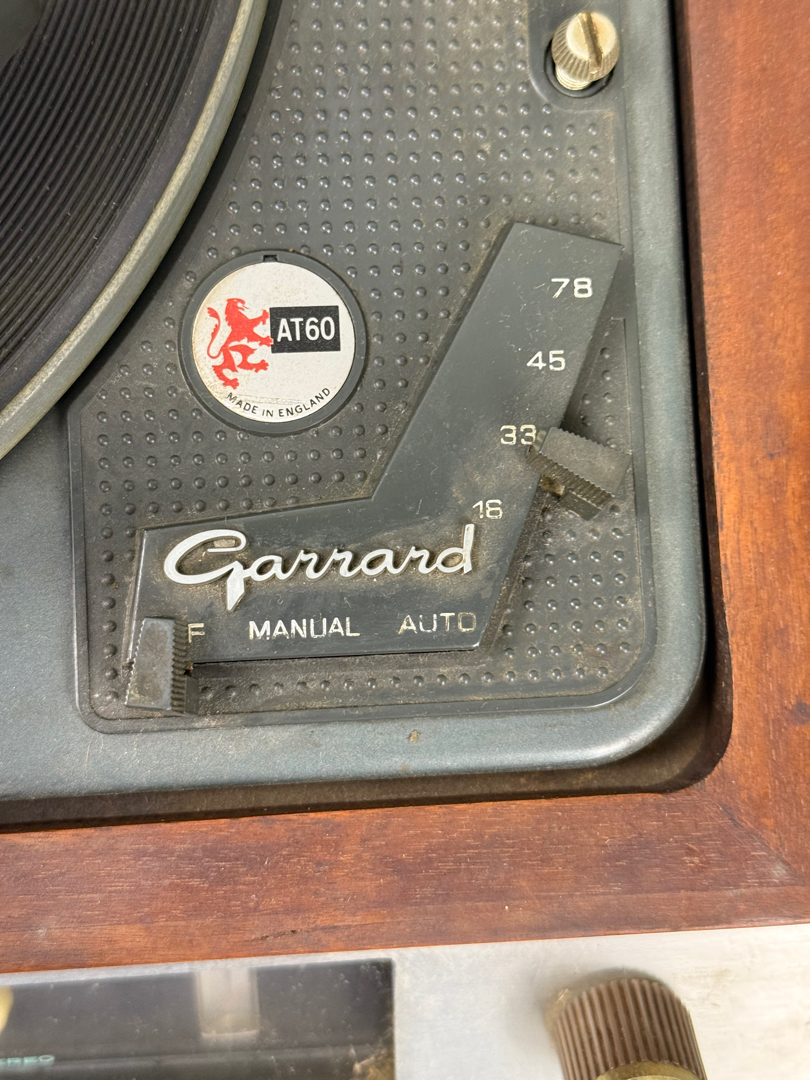 78
45
33
16
AT60
MADE IN ENGLAND
Garrard
MANUAL AUTO